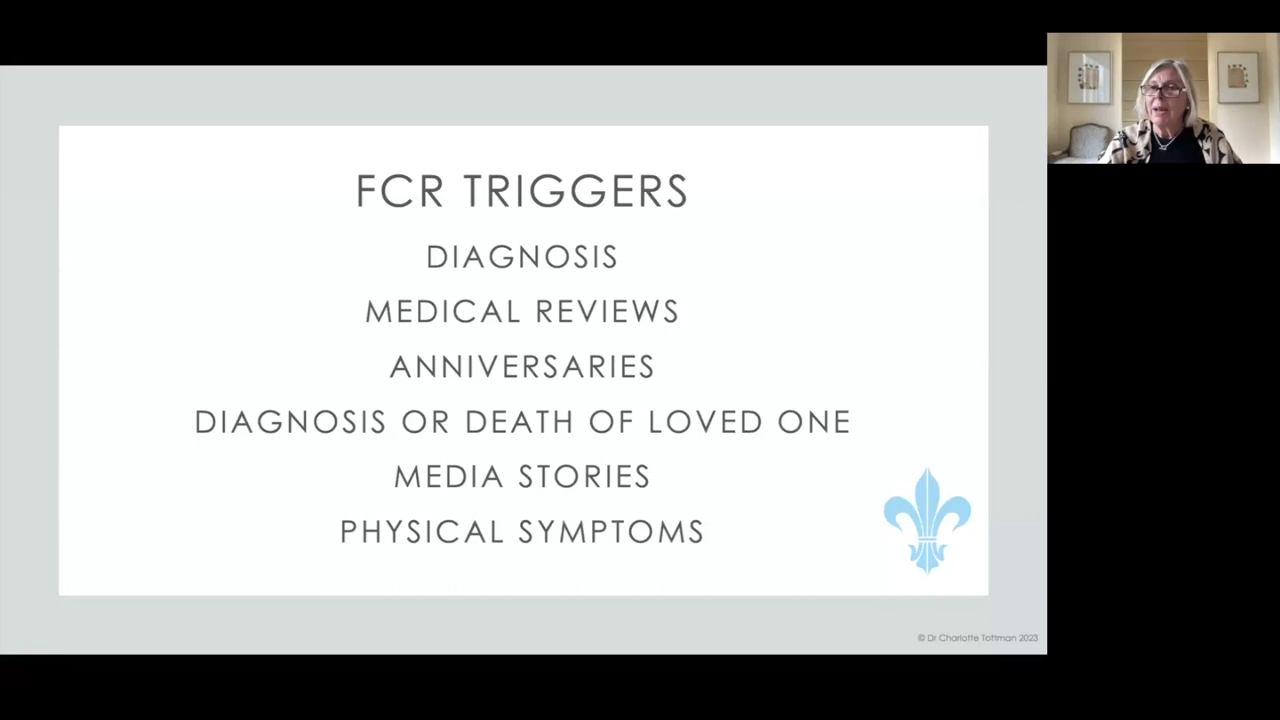 FCR TRIGGERS
DIAGNOSIS
MEDICAL REVIEWS
ANNIVERSARIES
DIAGNOSIS OR DEATH OF LOVED ONE
MEDIA STORIES
PHYSICAL SYMPTOMS
© Dr Charlotte Tottman 2023